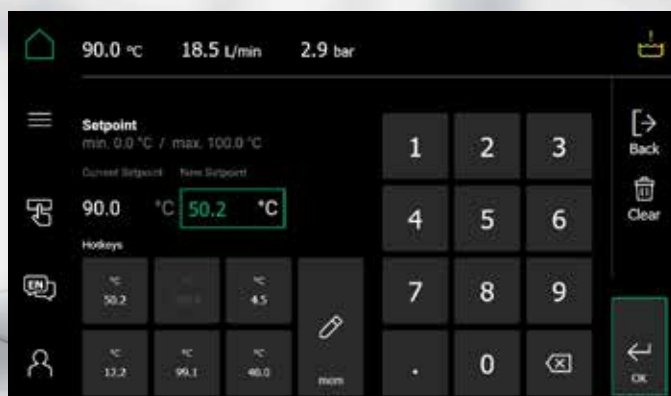 90.0 °C 18.5 L/min 2.9 bar
Setpoint
min. 0.0 °C / max. 100.0 °C
Current Setpoint New Setpoint
90.0 °C 50.2 °C
Hotkeys
°C
50.2
°C
4.5
°C
12.2
°C
99.1
°C
40.0
mem
1 2 3
4 5 6
7 8 9
. 0
Back
Clear
OK
EN